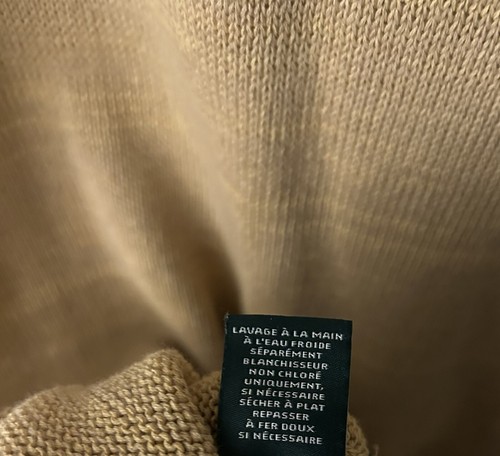 LAVAGE À LA MAIN
À L'EAU FROIDE
SÉPARÉMENT
BLANCHISSEUR
NON CHLORÉ
UNIQUEMENT,
SI NÉCESSAIRE
SÉCHER À PLAT
REPASSER
À FER DOUX
SI NÉCESSAIRE